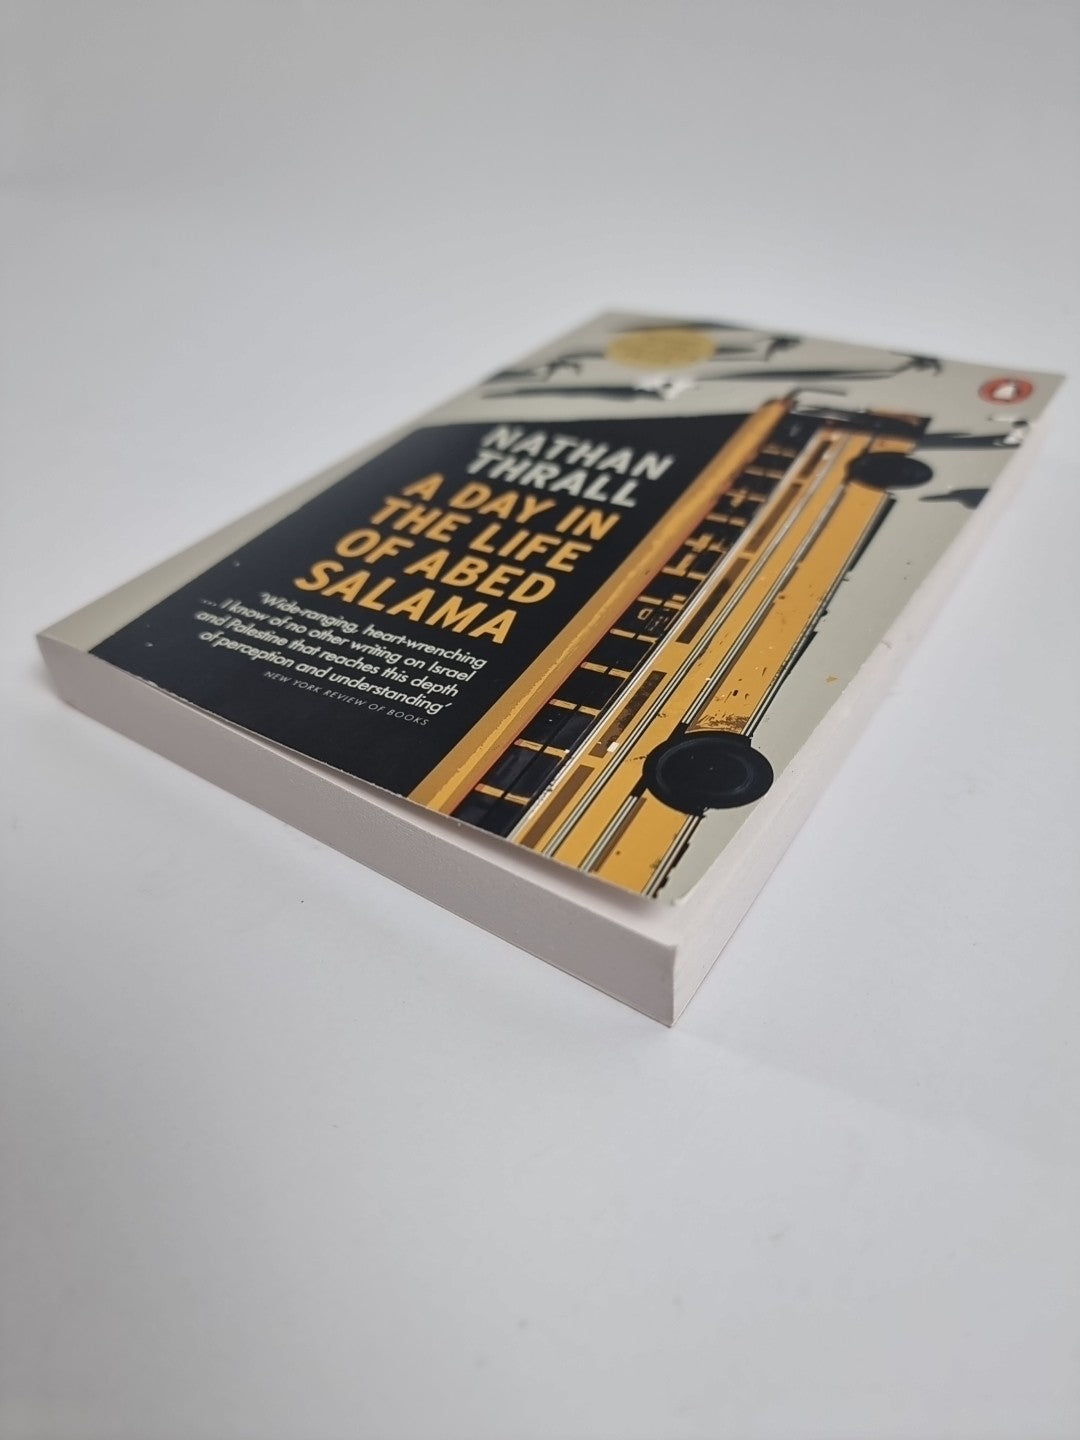 NATHAN
THRALL
A DAY IN
THE LIFE
OF ABED
SALAMA
'Wide-ranging, heart-wrenching
... I know of no other writing on Israel
and Palestine that reaches this depth
of perception and understanding'
NEW YORK REVIEW OF BOOKS